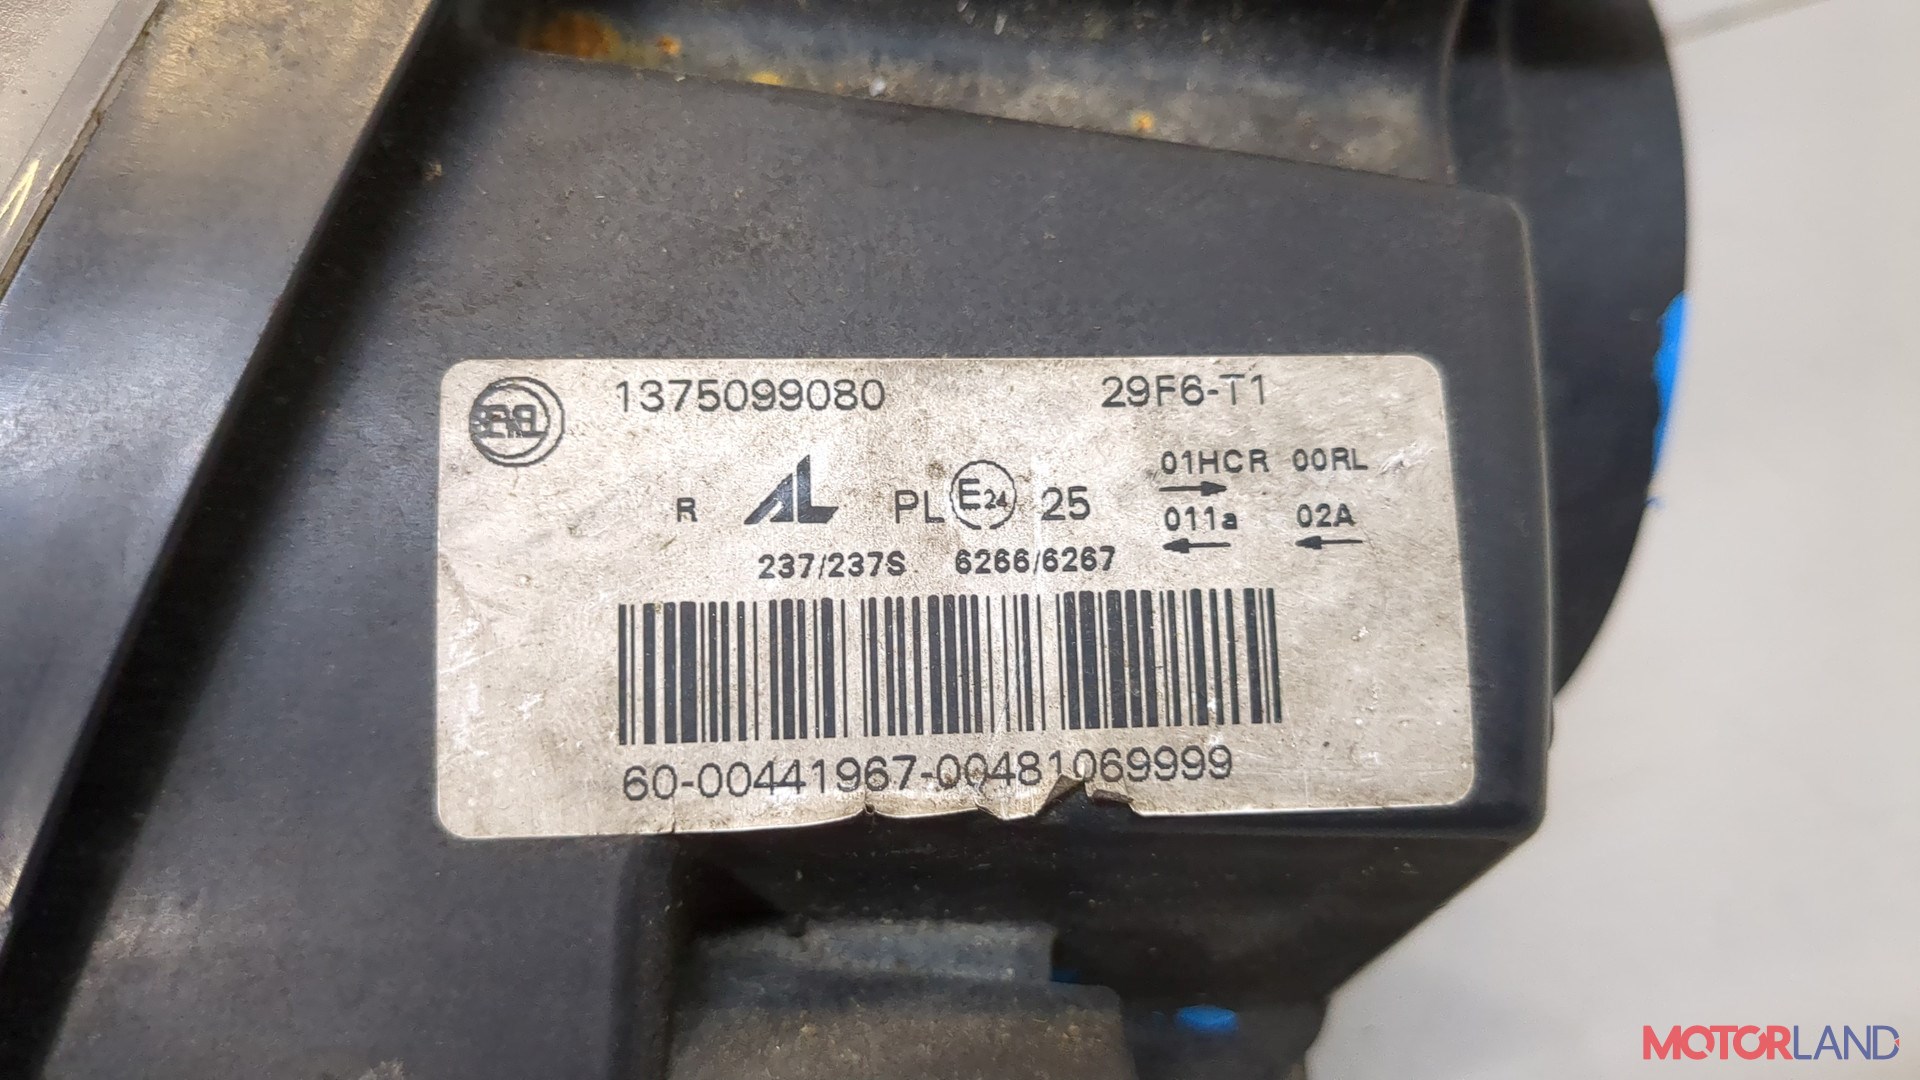 1375099080 29F6-T1
01HCR 00RL
R AL PL E24 25
011a 02A
237/237S 6266/6267
60-00441967-00481069999
MOTORLAND